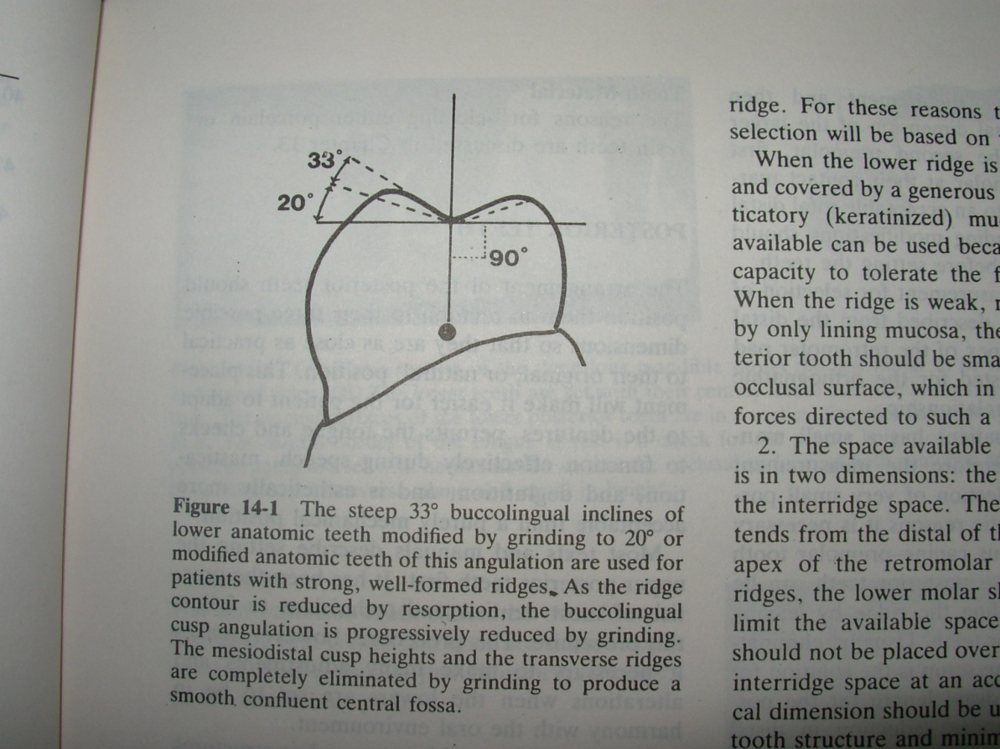 33°
20°
90°
Figure 14-1 The steep 33° buccolingual inclines of
lower anatomic teeth modified by grinding to 20° or
modified anatomic teeth of this angulation are used for
patients with strong, well-formed ridges. As the ridge
contour is reduced by resorption, the buccolingual
cusp angulation is progressively reduced by grinding.
The mesiodistal cusp heights and the transverse ridges
are completely eliminated by grinding to produce a
smooth confluent central fossa.
ridge. For these reasons
selection will be based on
When the lower ridge is
and covered by a generous
ticatory (keratinized)
available can be used
capacity to tolerate the
When the ridge is weak,
by only lining mucosa,
terior tooth should be
occlusal surface, which in
forces directed to such a
2. The space available
is in two dimensions: the
the interridge space.
tends from the distal of
apex of the retromolar
ridges, the lower molar
limit the available space
should not be placed over
interridge space at an
cal dimension should be
tooth structure and